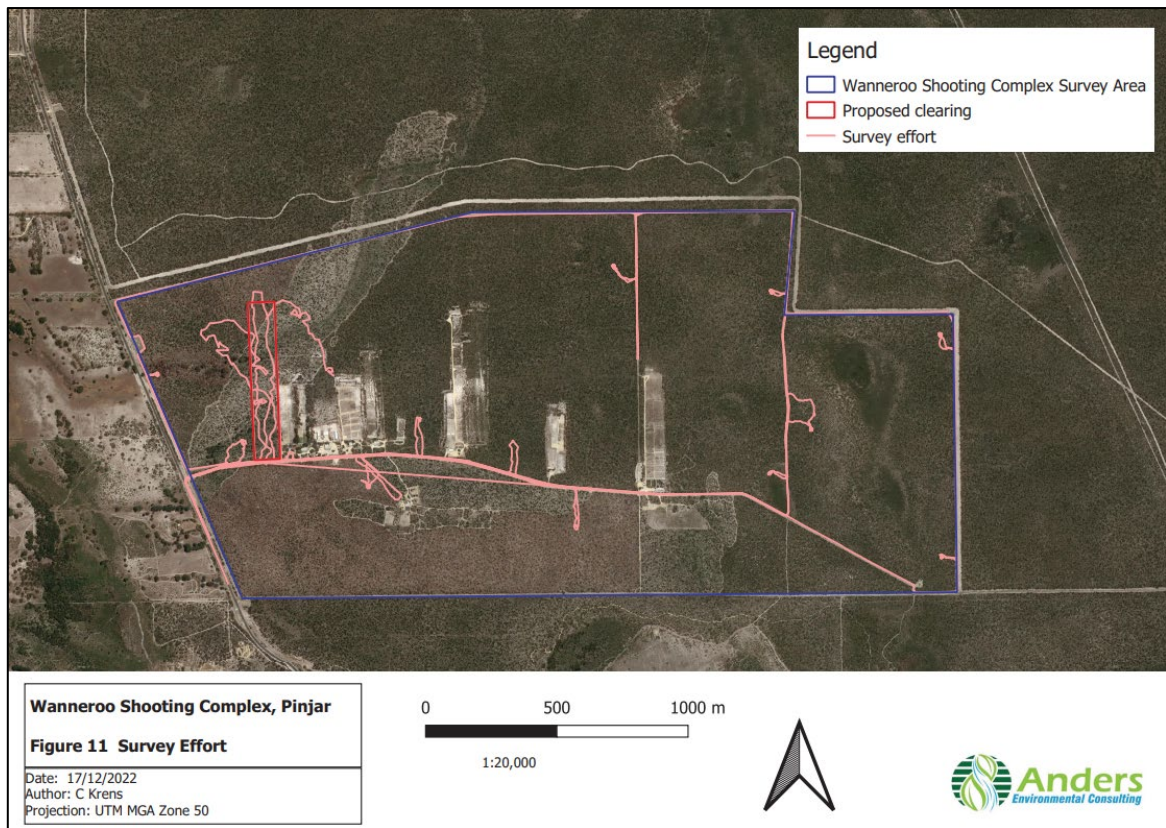 Legend
Wanneroo Shooting Complex Survey Area
Proposed clearing
Survey effort
Wanneroo Shooting Complex, Pinjar
Figure 11 Survey Effort
Date: 17/12/2022
Author: C Krens
Projection: UTM MGA Zone 50
0 500 1000 m
1:20,000
Anders
Environmental Consulting